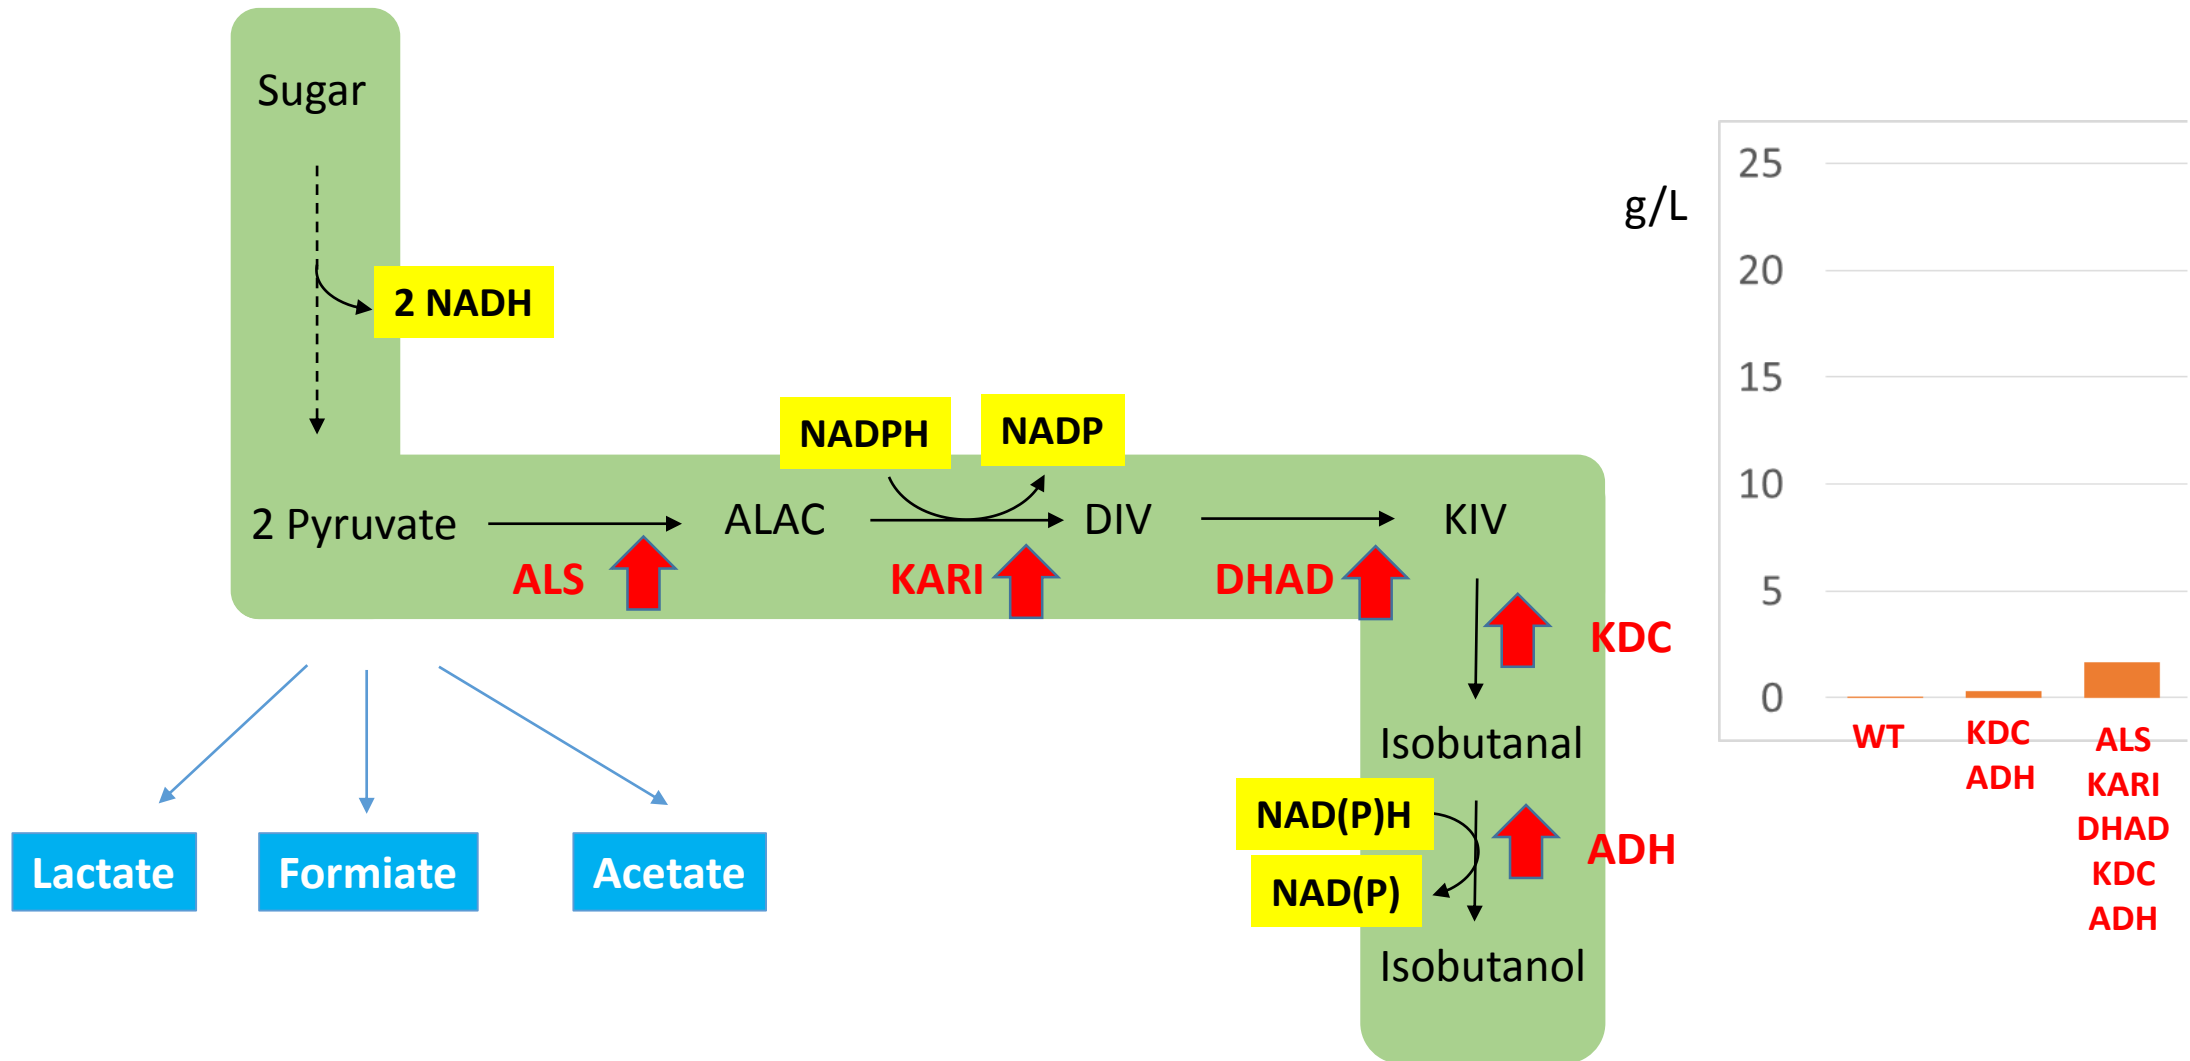 Sugar
2 NADH
NADPH
NADP
2 Pyruvate
ALAC
DIV
KIV
ALS
KARI
DHAD
KDC
Isobutanal
NAD(P)H
ADH
NAD(P)
Isobutanol
Lactate
Formiate
Acetate
g/L
25
20
15
10
5
0
WT
KDC
ADH
ALS
KARI
DHAD
KDC
ADH